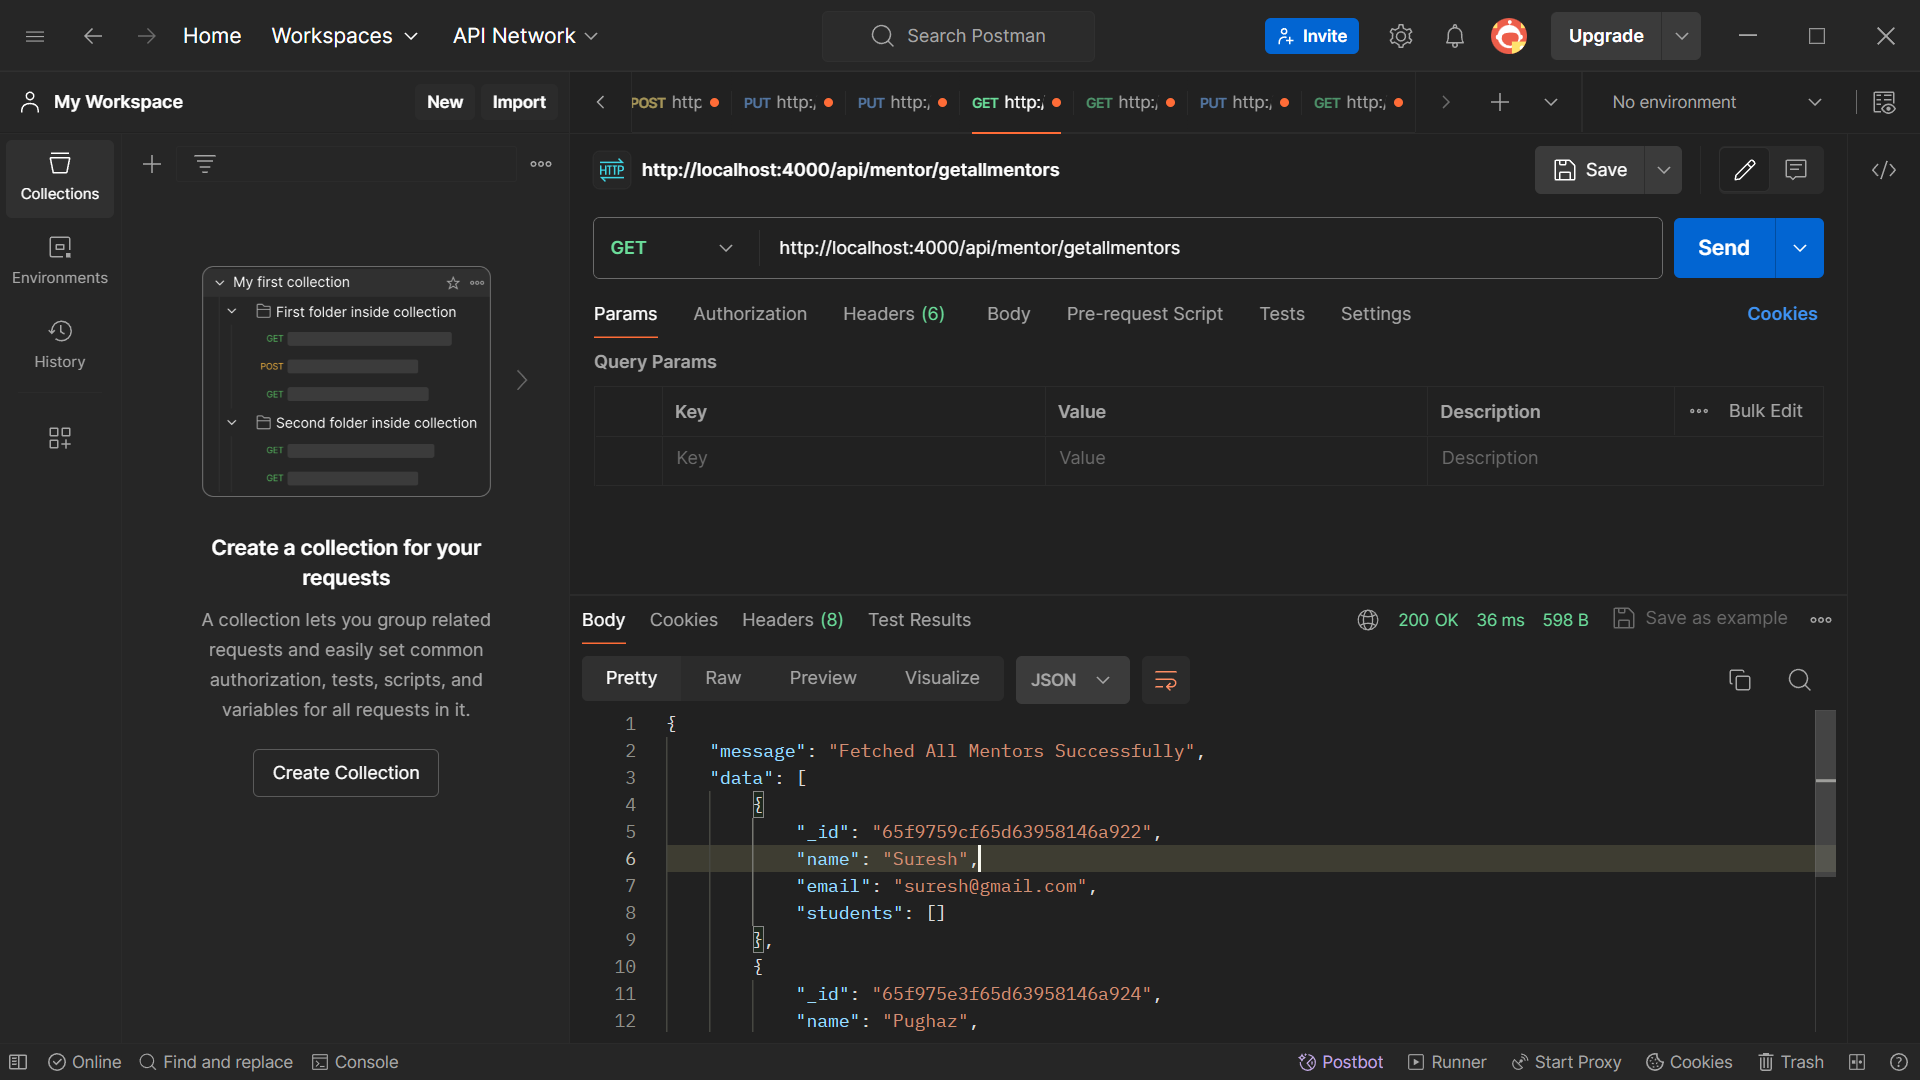 Home
Workspaces
API Network
Search Postman
Invite
Upgrade
My Workspace
New
Import
POST http
PUT http:/
PUT http:/
GET http:/
GET http:/
PUT http:/
GET http:/
No environment
Collections
Environments
History
My first collection
First folder inside collection
GET
POST
GET
Second folder inside collection
GET
GET
Create a collection for your
requests
A collection lets you group related
requests and easily set common
authorization, tests, scripts, and
variables for all requests in it.
Create Collection
HTTP
http://localhost:4000/api/mentor/getallmentors
Save
GET
http://localhost:4000/api/mentor/getallmentors
Send
Params
Authorization
Headers (6)
Body
Pre-request Script
Tests
Settings
Cookies
Query Params
Key
Value
Description
Bulk Edit
Key
Value
Description
Body
Cookies
Headers (8)
Test Results
200 OK
36 ms
598 B
Save as example
Pretty
Raw
Preview
Visualize
JSON
1 {
2 "message": "Fetched All Mentors Successfully",
3 "data": [
4 {
5 "_id": "65f9759cf65d63958146a922",
6 "name": "Suresh",
7 "email": "suresh@gmail.com",
8 "students": []
9 },
10 {
11 "_id": "65f975e3f65d63958146a924",
12 "name": "Pughaz",
Online
Find and replace
Console
Postbot
Runner
Start Proxy
Cookies
Trash